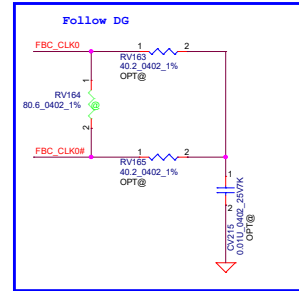 Follow DG
FBC_CLK0
1
2
RV163
40.2_0402_1%
OPT@
1
RV164
80.6_0402_1%
@
2
FBC_CLK0#
1
2
RV165
40.2_0402_1%
OPT@
1
2
CV215
0.01U_0402_25V7K
OPT@